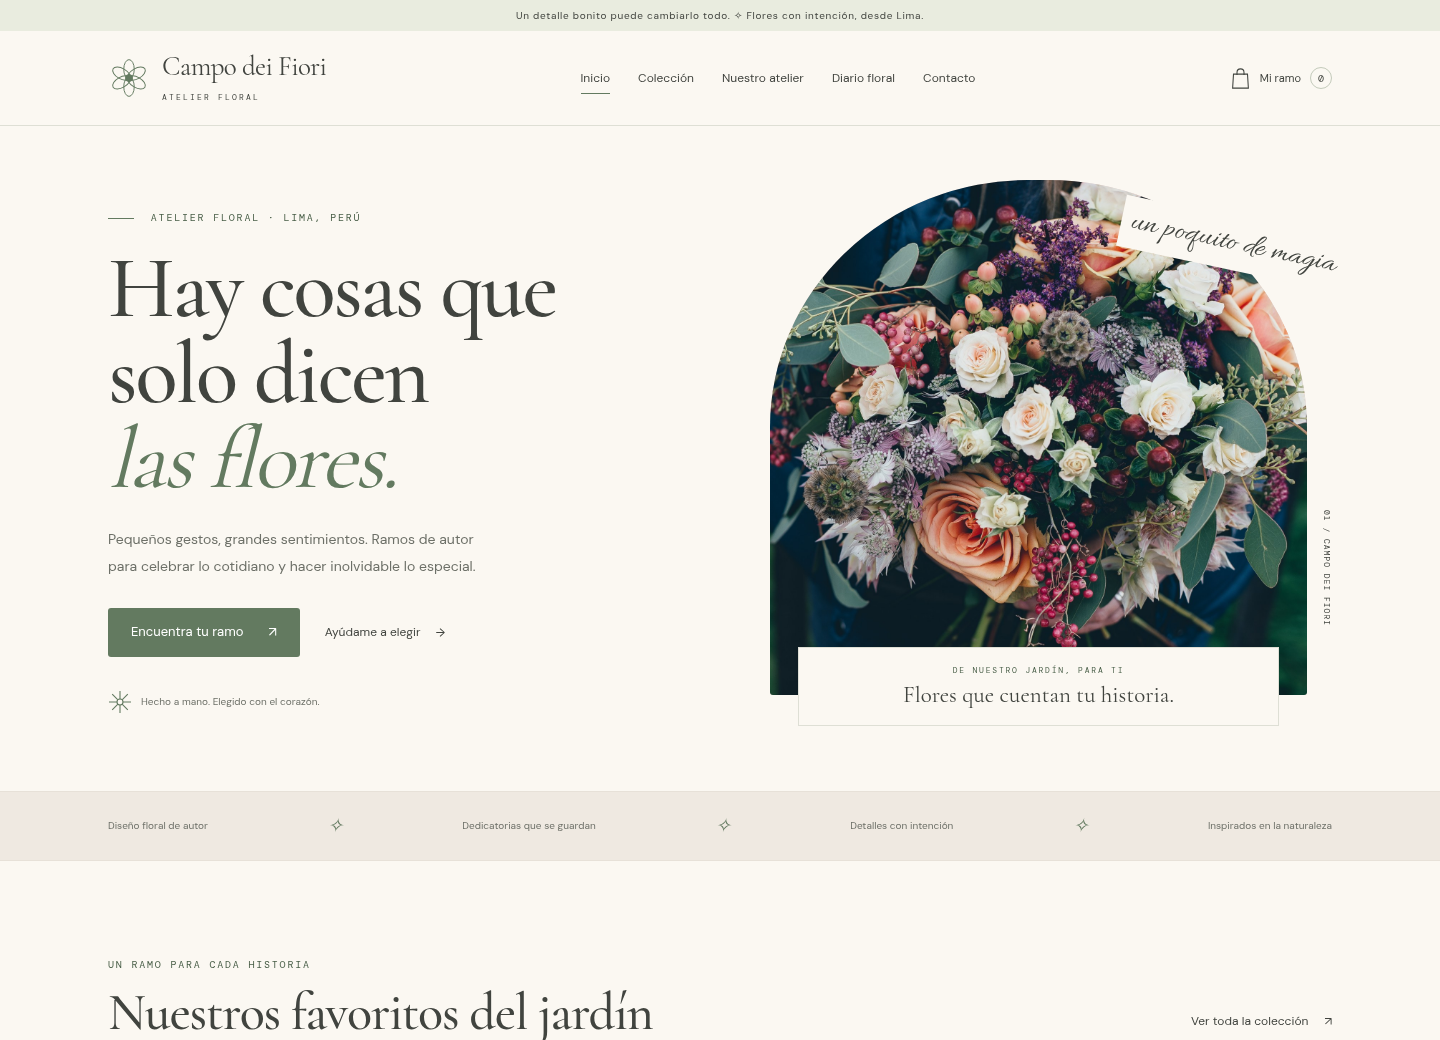 Un detalle bonito puede cambiarlo todo. ✧ Flores con intención, desde Lima.
Campo dei Fiori
ATELIER FLORAL
Inicio
Colección
Nuestro atelier
Diario floral
Contacto
Mi ramo
0
ATELIER FLORAL · LIMA, PERÚ
Hay cosas que
solo dicen
las flores.
Pequeños gestos, grandes sentimientos. Ramos de autor
para celebrar lo cotidiano y hacer inolvidable lo especial.
Encuentra tu ramo
Ayúdame a elegir
Hecho a mano. Elegido con el corazón.
un poquito de magia
01 / CAMPO DEI FIORI
DE NUESTRO JARDÍN, PARA TI
Flores que cuentan tu historia.
Diseño floral de autor
Dedicatorias que se guardan
Detalles con intención
Inspirados en la naturaleza
UN RAMO PARA CADA HISTORIA
Nuestros favoritos del jardín
Ver toda la colección